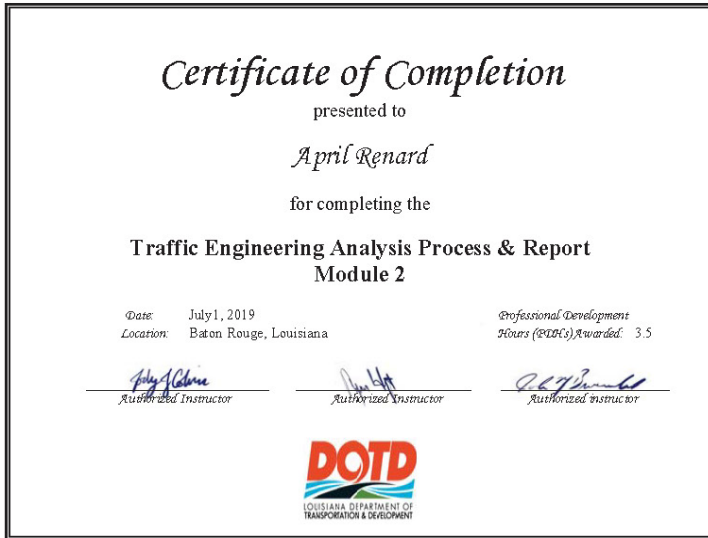 Certificate of Completion
presented to
April Renard
for completing the
Traffic Engineering Analysis Process & Report
Module 2
Date: July1, 2019
Location: Baton Rouge, Louisiana
Professional Development
Hours (PDH's) Awarded: 3.5
Authorized Instructor
Authorized Instructor
Authorized instructor
DOTD
LOUISIANA DEPARTMENT OF
TRANSPORTATION & DEVELOPMENT